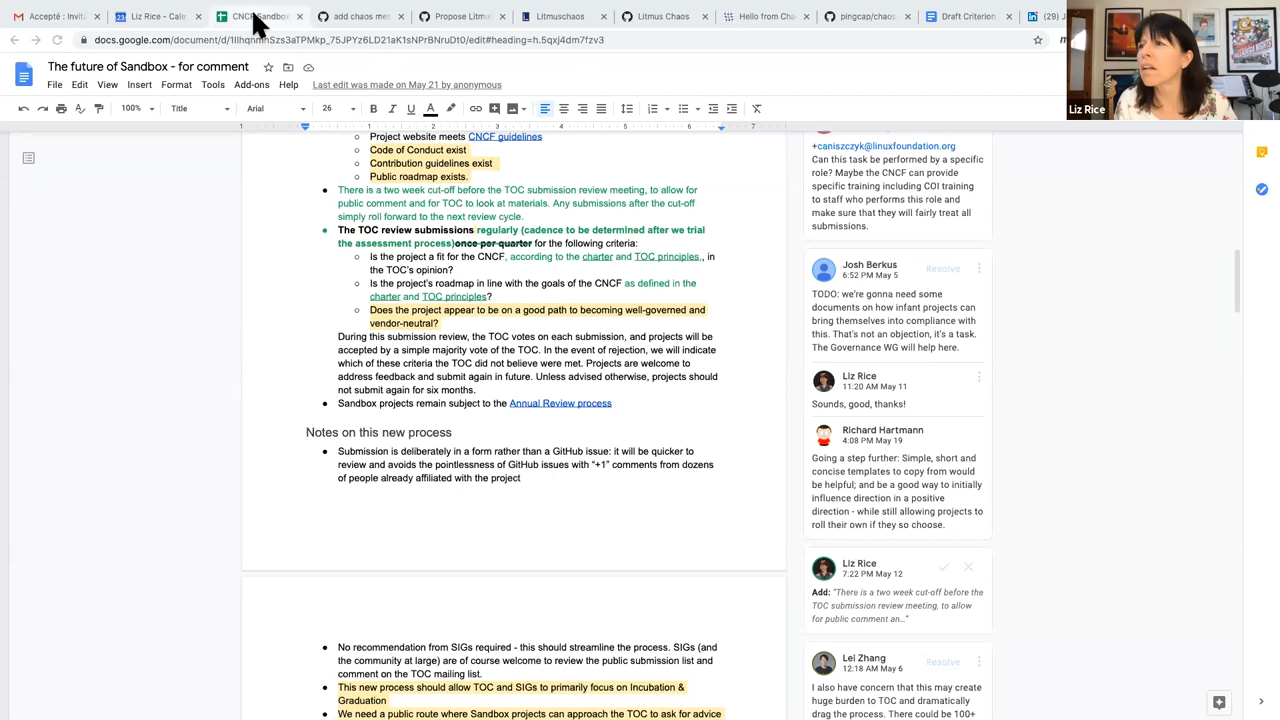 Accepté : Invita
Liz Rice - Cale
CNCF Sandbox
add chaos mes
Propose Litmu
Litmuschaos
Litmus Chaos
Hello from Cha
pingcap/chaos
Draft Criterion
(29) J
The future of Sandbox - for comment
File Edit View Insert Format Tools Add-ons Help Last edit was made on May 21 by anonymous
100% Title Arial 26
Project website meets CNCF guidelines
Code of Conduct exist
Contribution guidelines exist
Public roadmap exists.
There is a two week cut-off before the TOC submission review meeting, to allow for
public comment and for TOC to look at materials. Any submissions after the cut-off
simply roll forward to the next review cycle.
The TOC review submissions regularly (cadence to be determined after we trial
the assessment process)once per quarter for the following criteria:
Is the project a fit for the CNCF, according to the charter and TOC principles,, in
the TOC's opinion?
Is the project's roadmap in line with the goals of the CNCF as defined in the
charter and TOC principles?
Does the project appear to be on a good path to becoming well-governed and
vendor-neutral?
During this submission review, the TOC votes on each submission, and projects will be
accepted by a simple majority vote of the TOC. In the event of rejection, we will indicate
which of these criteria the TOC did not believe were met. Projects are welcome to
address feedback and submit again in future. Unless advised otherwise, projects should
not submit again for six months.
Sandbox projects remain subject to the Annual Review process
Notes on this new process
Submission is deliberately in a form rather than a GitHub issue: it will be quicker to
review and avoids the pointlessness of GitHub issues with “+1” comments from dozens
of people already affiliated with the project
No recommendation from SIGs required - this should streamline the process. SIGs (and
the community at large) are of course welcome to review the public submission list and
comment on the TOC mailing list.
This new process should allow TOC and SIGs to primarily focus on Incubation &
Graduation
We need a public route where Sandbox projects can approach the TOC to ask for advice
+caniszczyk@linuxfoundation.org
Can this task be performed by a specific
role? Maybe the CNCF can provide
specific training including COI training
to staff who performs this role and
make sure that they will fairly treat all
submissions.
Josh Berkus
6:52 PM May 5
Resolve
TODO: we're gonna need some
documents on how infant projects can
bring themselves into compliance with
this. That's not an objection, it's a task.
The Governance WG will help here.
Liz Rice
11:20 AM May 11
Sounds, good, thanks!
Richard Hartmann
4:08 PM May 19
Going a step further: Simple, short and
concise templates to copy from would
be helpful; and be a good way to initially
influence direction in a positive
direction - while still allowing projects to
roll their own if they so choose.
Liz Rice
7:22 PM May 12
Add: “There is a two week cut-off before the
TOC submission review meeting, to allow
for public comment an…”
Lei Zhang
12:18 AM May 6
Resolve
I also have concern that this may create
huge burden to TOC and dramatically
drag the process. There could be 100+
Liz Rice